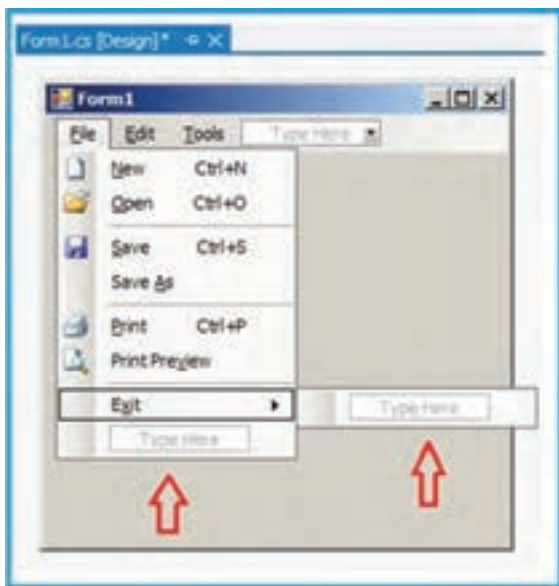 Form1.cs [Design]*
Form1
File Edit Tools Type Here
New Ctrl+N
Open Ctrl+O
Save Ctrl+S
Save As
Print Ctrl+P
Print Preview
Exit Type Here
Type Here